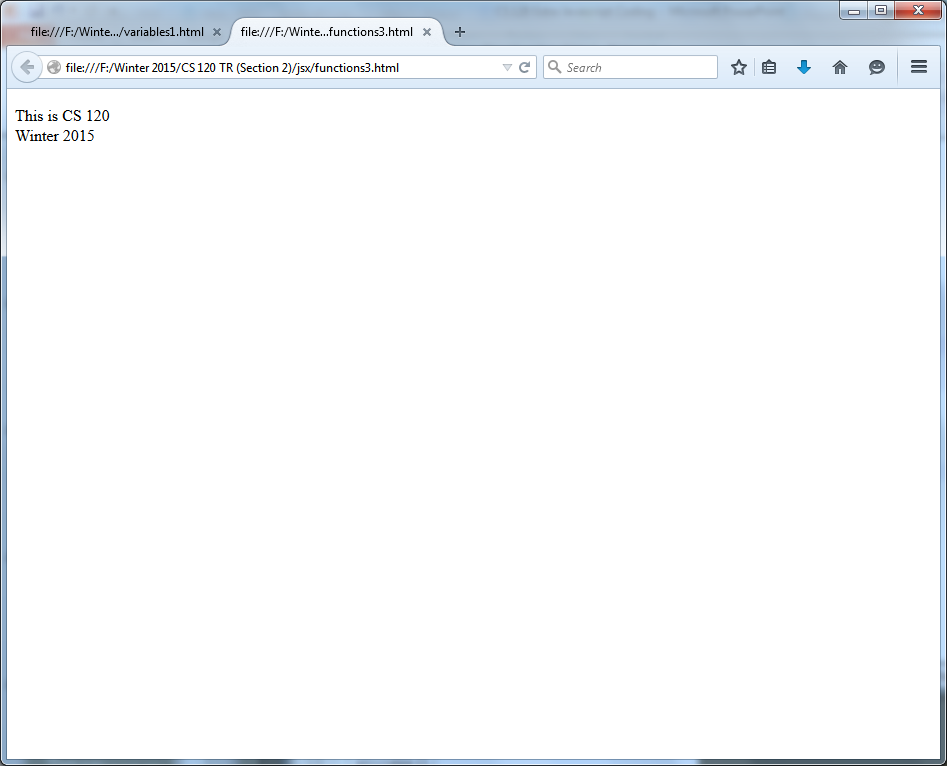 file:///F:/Winte.../variables1.html
file:///F:/Winte...functions3.html
file:///F:/Winter 2015/CS 120 TR (Section 2)/jsx/functions3.html
Search
This is CS 120
Winter 2015